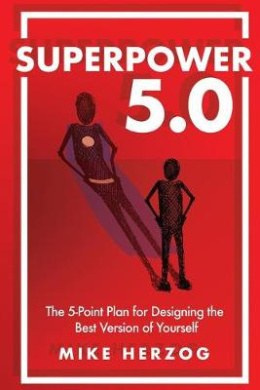 SUPERPOWER
5.0
The 5-Point Plan for Designing the
Best Version of Yourself
MIKE HERZOG